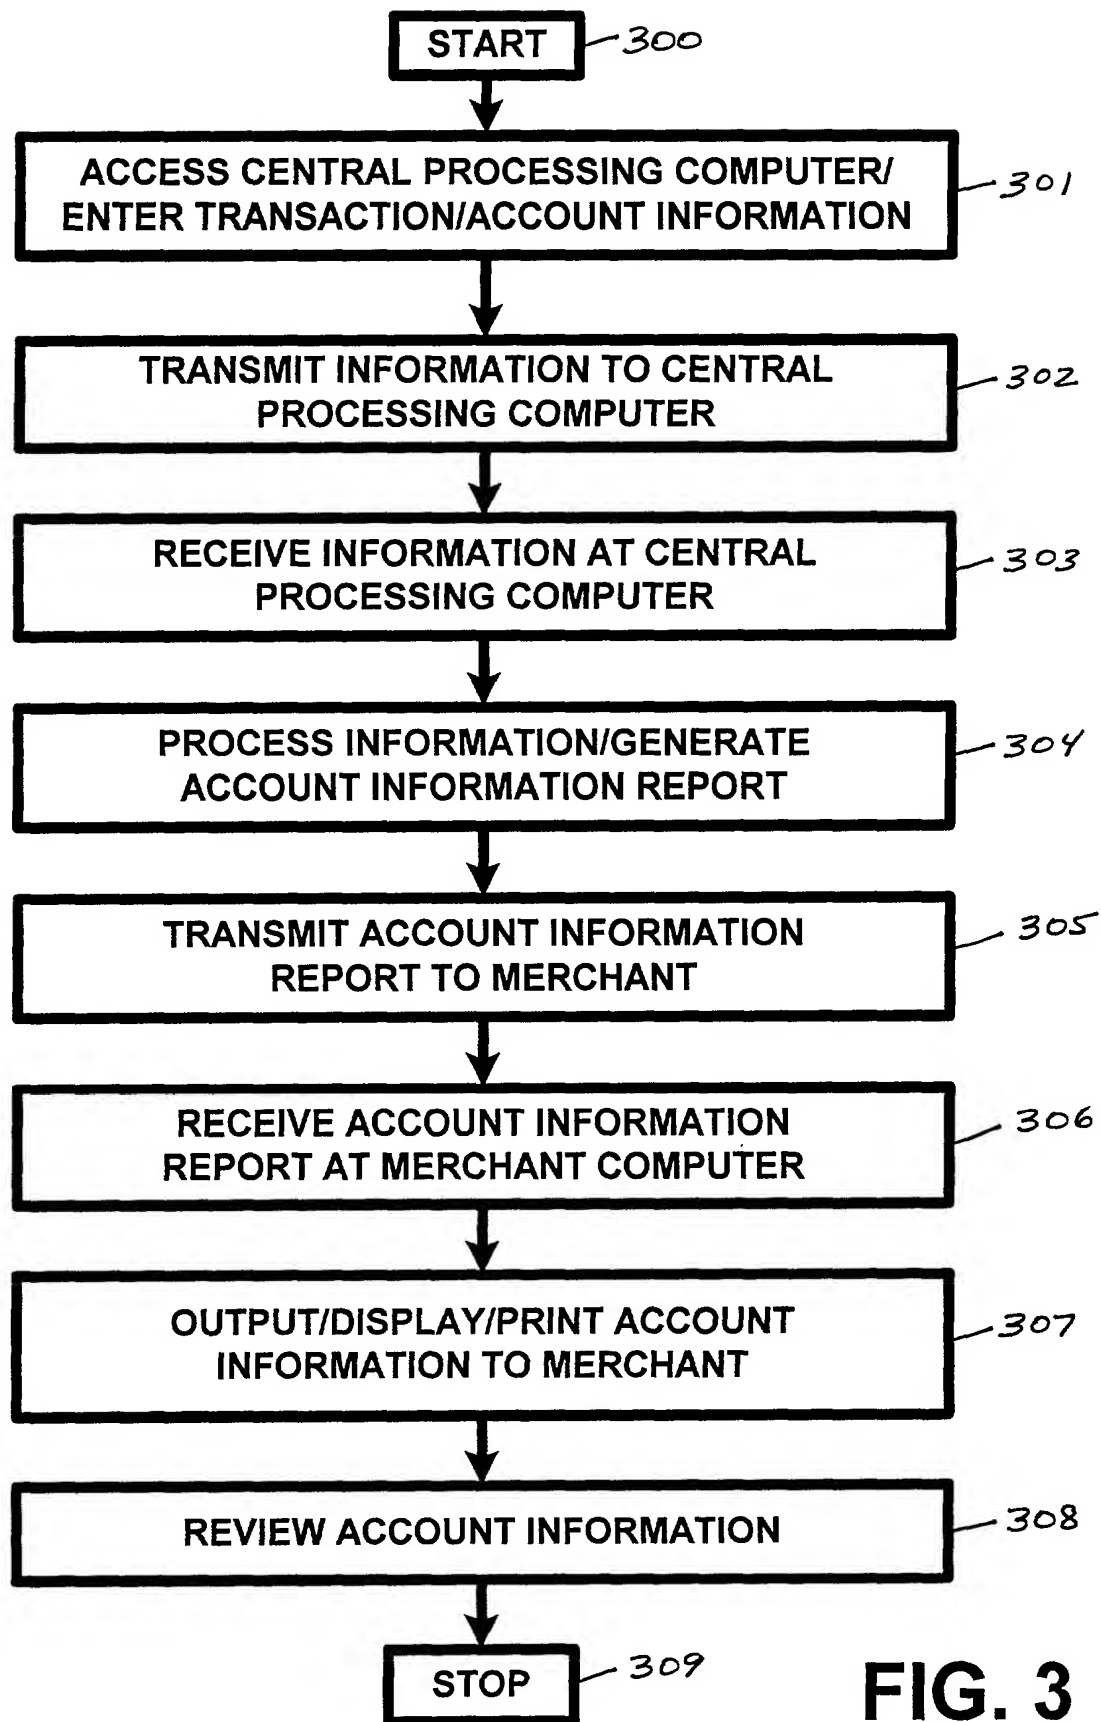 START 300
ACCESS CENTRAL PROCESSING COMPUTER/
ENTER TRANSACTION/ACCOUNT INFORMATION
301
TRANSMIT INFORMATION TO CENTRAL
PROCESSING COMPUTER
302
RECEIVE INFORMATION AT CENTRAL
PROCESSING COMPUTER
303
PROCESS INFORMATION/GENERATE
ACCOUNT INFORMATION REPORT
304
TRANSMIT ACCOUNT INFORMATION
REPORT TO MERCHANT
305
RECEIVE ACCOUNT INFORMATION
REPORT AT MERCHANT COMPUTER
306
OUTPUT/DISPLAY/PRINT ACCOUNT
INFORMATION TO MERCHANT
307
REVIEW ACCOUNT INFORMATION
308
STOP 309
FIG. 3